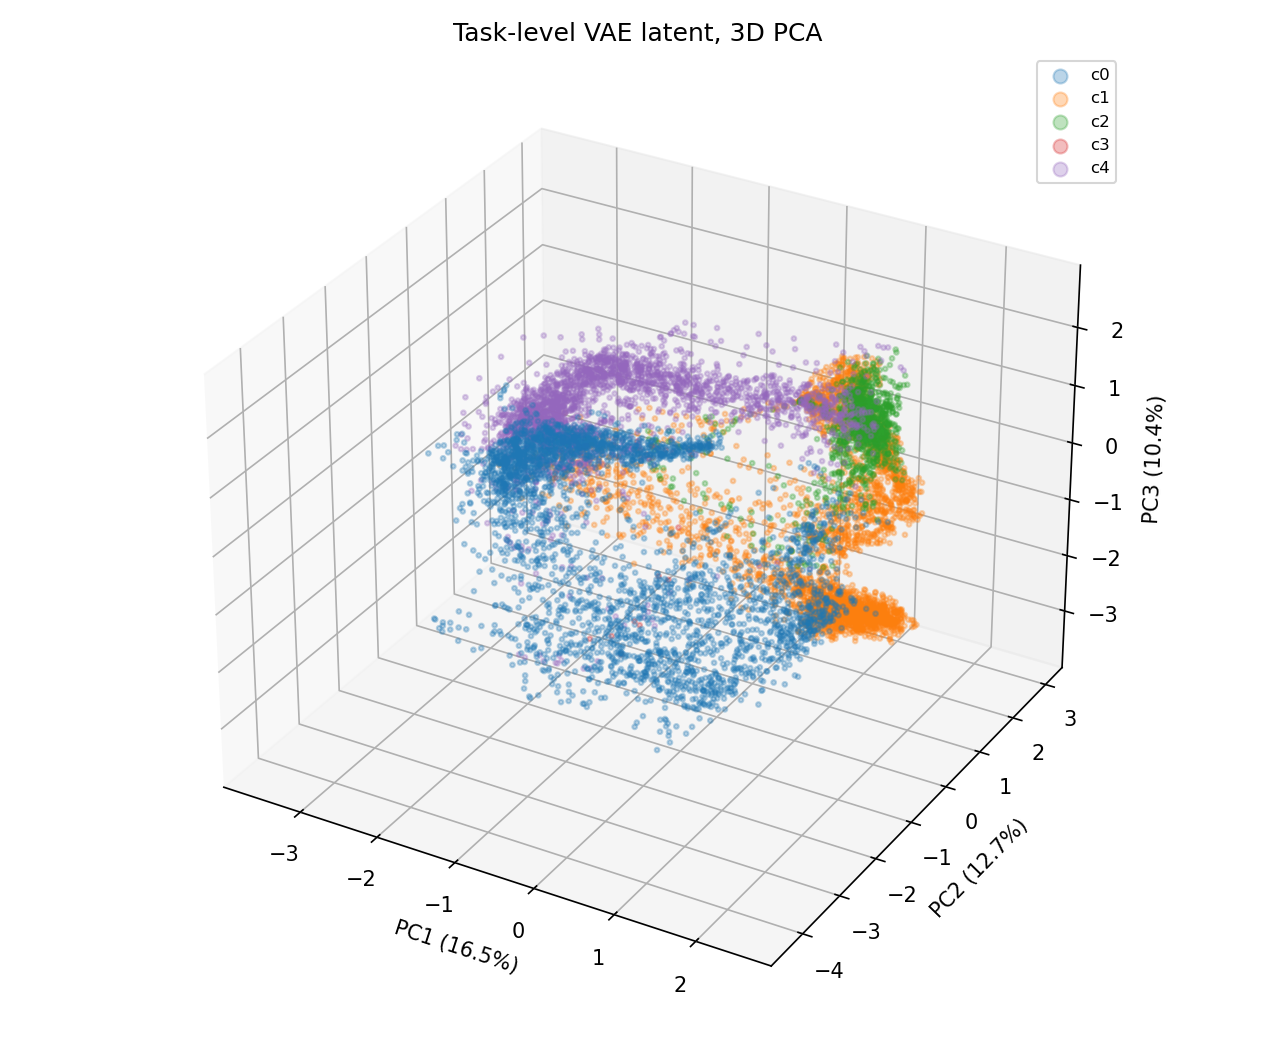 Task-level VAE latent, 3D PCA
c0
c1
c2
c3
c4
2
1
0
−1
−2
−3
PC3 (10.4%)
3
2
1
0
−1
−2
−3
−4
PC2 (12.7%)
−3
−2
−1
0
1
2
PC1 (16.5%)